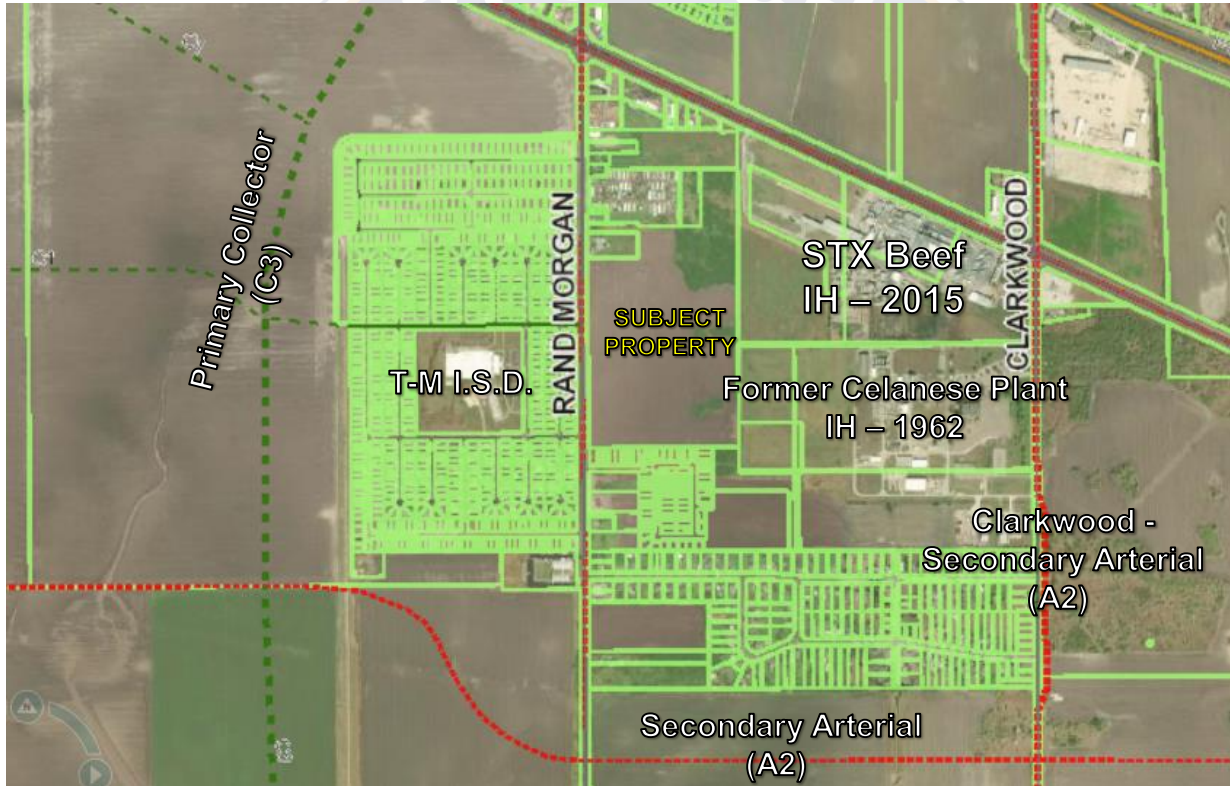 Primary Colllector
(C3)
RAND MORGAN
CLARKWOOD
STX Beef
IH – 2015
SUBJECT
PROPERTY
T-M I.S.D.
Former Celanese Plant
IH – 1962
Clarkwood -
Secondary Arterial
(A2)
Secondary Arterial
(A2)